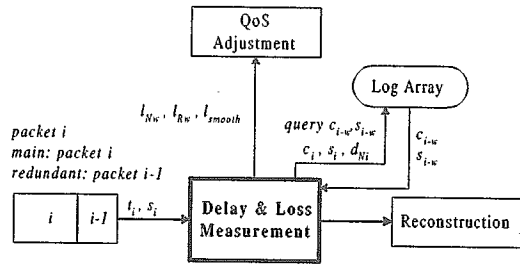 QoS
Adjustment
Log Array
l_Nw, l_Rw, l_smooth
query c_i-w, s_i-w
c_i, s_i, d_Ni
c_i-w
s_i-w
packet i
main: packet i
redundant: packet i-1
i
i-1
t_i, s_i
Delay & Loss
Measurement
Reconstruction